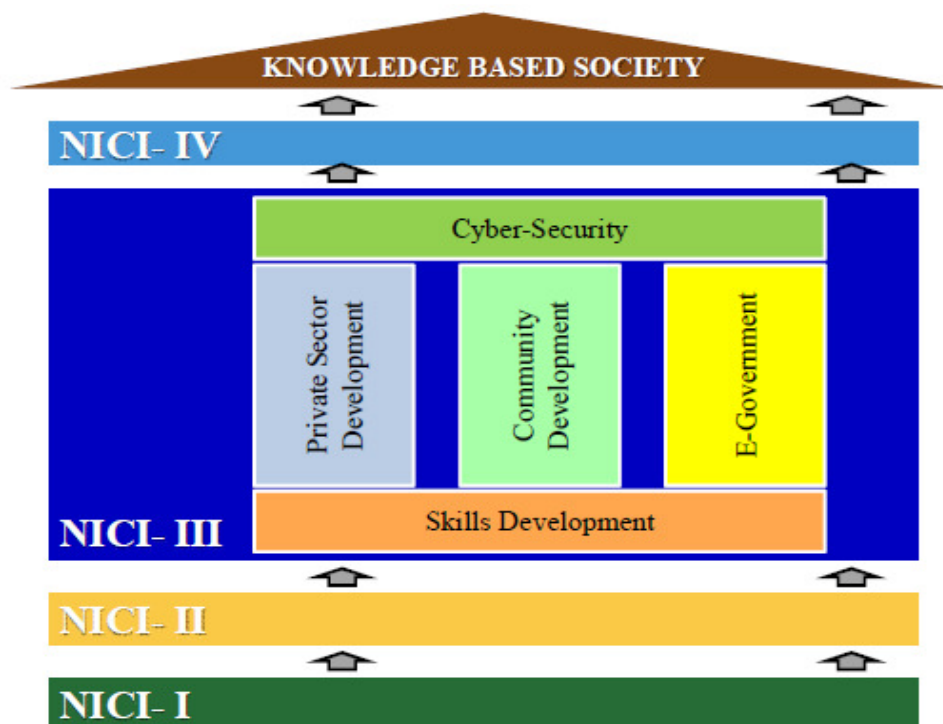 KNOWLEDGE BASED SOCIETY
NICI- IV
Cyber-Security
Private Sector
Development
Community
Development
E-Government
Skills Development
NICI- III
NICI- II
NICI- I